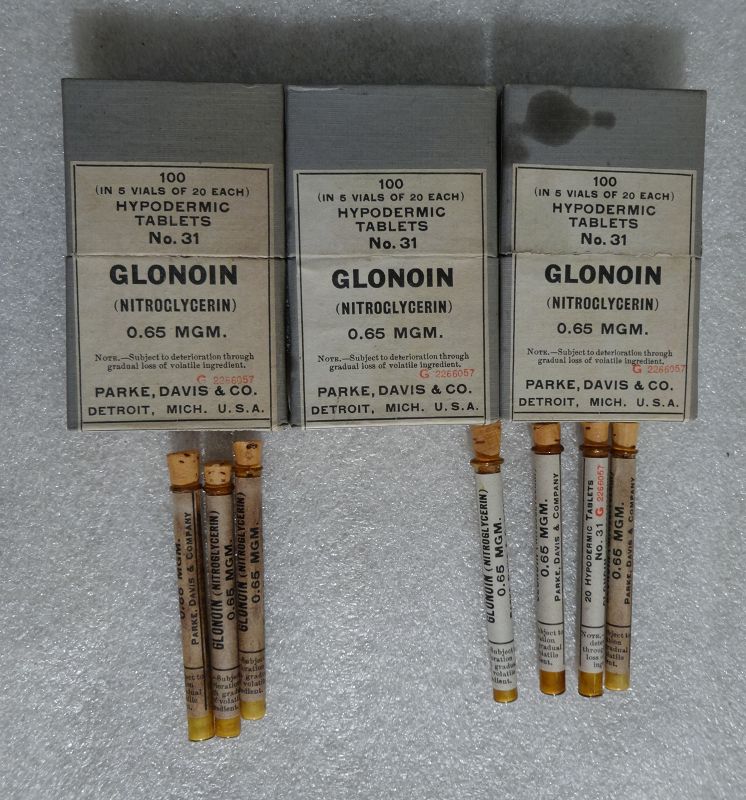 100
(IN 5 VIALS OF 20 EACH)
HYPODERMIC
TABLETS
No. 31
GLONOIN
(NITROGLYCERIN)
0.65 MGM.
NOTE.—Subject to deterioration through
gradual loss of volatile ingredient.
G 2266057
PARKE, DAVIS & CO.
DETROIT, MICH. U.S.A.
100
(IN 5 VIALS OF 20 EACH)
HYPODERMIC
TABLETS
No. 31
GLONOIN
(NITROGLYCERIN)
0.65 MGM.
NOTE.—Subject to deterioration through
gradual loss of volatile ingredient.
G 2266057
PARKE, DAVIS & CO.
DETROIT, MICH. U.S.A.
100
(IN 5 VIALS OF 20 EACH)
HYPODERMIC
TABLETS
No. 31
GLONOIN
(NITROGLYCERIN)
0.65 MGM.
NOTE.—Subject to deterioration through
gradual loss of volatile ingredient.
G 2266057
PARKE, DAVIS & CO.
DETROIT, MICH. U.S.A.
MGM.
PARKE, DAVIS & COMPANY
GLONOIN (NITROGLYCERIN)
0.65 MGM.
GLONOIN (NITROGLYCERIN)
0.65 MGM.
GLONOIN (NITROGLYCERIN)
0.65 MGM.
0.65 MGM.
PARKE, DAVIS & COMPANY
20 HYPODERMIC TABLETS
No. 31 G 2266057
0.65 MGM.
PARKE, DAVIS & COMPANY